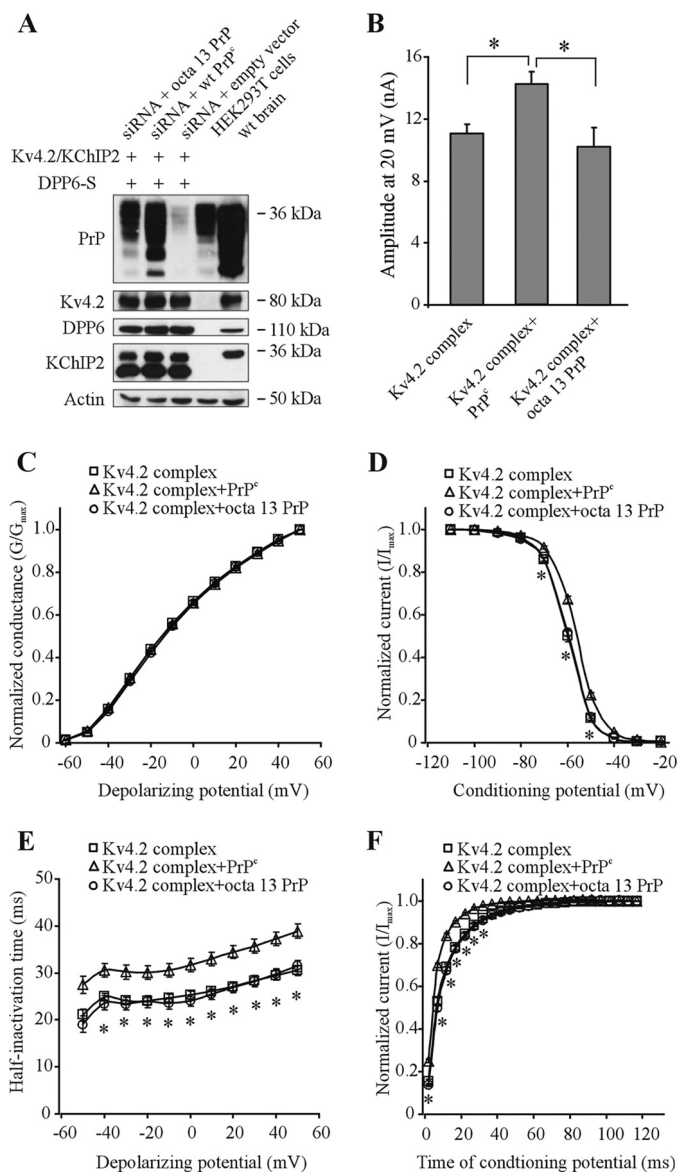 A
siRNA + octa 13 PrP
siRNA + wt PrPᶜ
siRNA + empty vector
HEK293T cells
wt brain
Kv4.2/KChIP2 + + +
DPP6-S + + +
PrP
– 36 kDa
Kv4.2
– 80 kDa
DPP6
– 110 kDa
KChIP2
– 36 kDa
Actin
– 50 kDa
B
Amplitude at 20 mV (nA)
16
12
8
4
0
* *
Kv4.2 complex
Kv4.2 complex+
PrPᶜ
Kv4.2 complex+
octa 13 PrP
C
Kv4.2 complex
Kv4.2 complex+PrPᶜ
Kv4.2 complex+octa 13 PrP
Normalized conductance (G/Gmax)
1.0
0.8
0.6
0.4
0.2
0
-60 -40 -20 0 20 40 60
Depolarizing potential (mV)
D
Kv4.2 complex
Kv4.2 complex+PrPᶜ
Kv4.2 complex+octa 13 PrP
Normalized current (I/Imax)
1.0
0.8
0.6
0.4
0.2
0
* * *
-120 -100 -80 -60 -40 -20
Conditioning potential (mV)
E
Kv4.2 complex
Kv4.2 complex+PrPᶜ
Kv4.2 complex+octa 13 PrP
Half-inactivation time (ms)
50
40
30
20
10
0
* * * * * * * * * *
-60 -40 -20 0 20 40 60
Depolarizing potential (mV)
F
Kv4.2 complex
Kv4.2 complex+PrPᶜ
Kv4.2 complex+octa 13 PrP
Normalized current (I/Imax)
1.0
0.8
0.6
0.4
0.2
0
* * * * * * *
0 20 40 60 80 100 120
Time of condtioning potential (ms)